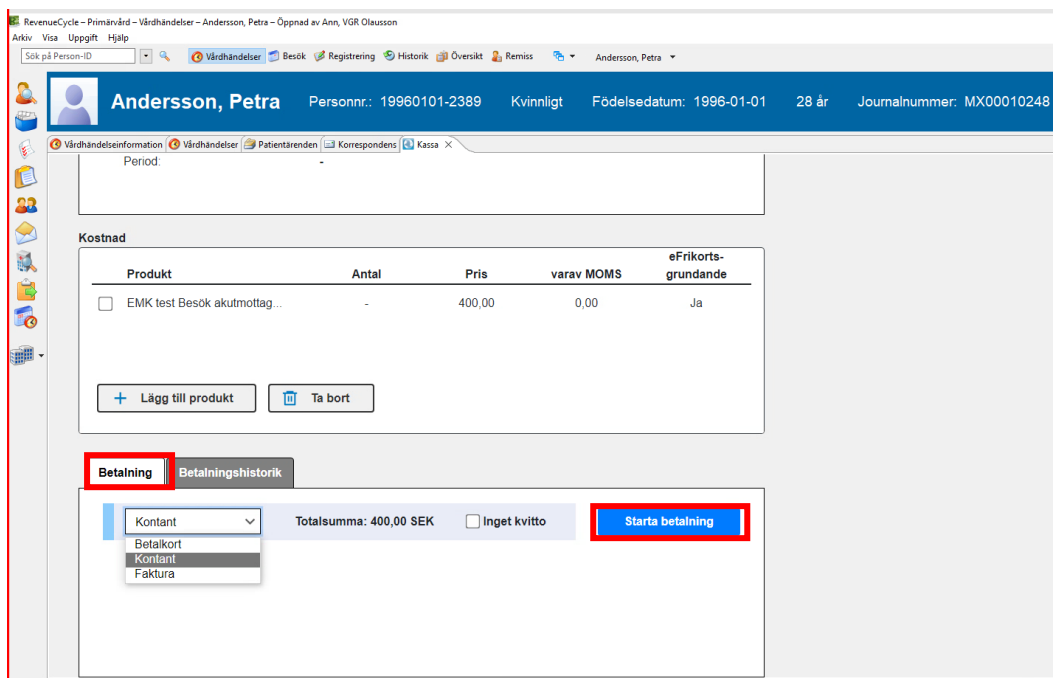 RevenueCycle – Primärvård – Vårdhändelser – Andersson, Petra – Öppnad av Ann, VGR Olausson
Arkiv Visa Uppgift Hjälp
Sök på Person-ID Vårdhändelser Besök Registrering Historik Översikt Remiss Andersson, Petra
Andersson, Petra Personnr.: 19960101-2389 Kvinnligt Födelsedatum: 1996-01-01 28 år Journalnummer: MX00010248
Vårdhändelseinformation Vårdhändelser Patientärenden Korrespondens Kassa
Period: -
Kostnad
Produkt Antal Pris varav MOMS eFrikorts-
grundande
EMK test Besök akutmottag... - 400,00 0,00 Ja
+ Lägg till produkt Ta bort
Betalning Betalningshistorik
Kontant Totalsumma: 400,00 SEK Inget kvitto Starta betalning
Betalkort
Kontant
Faktura